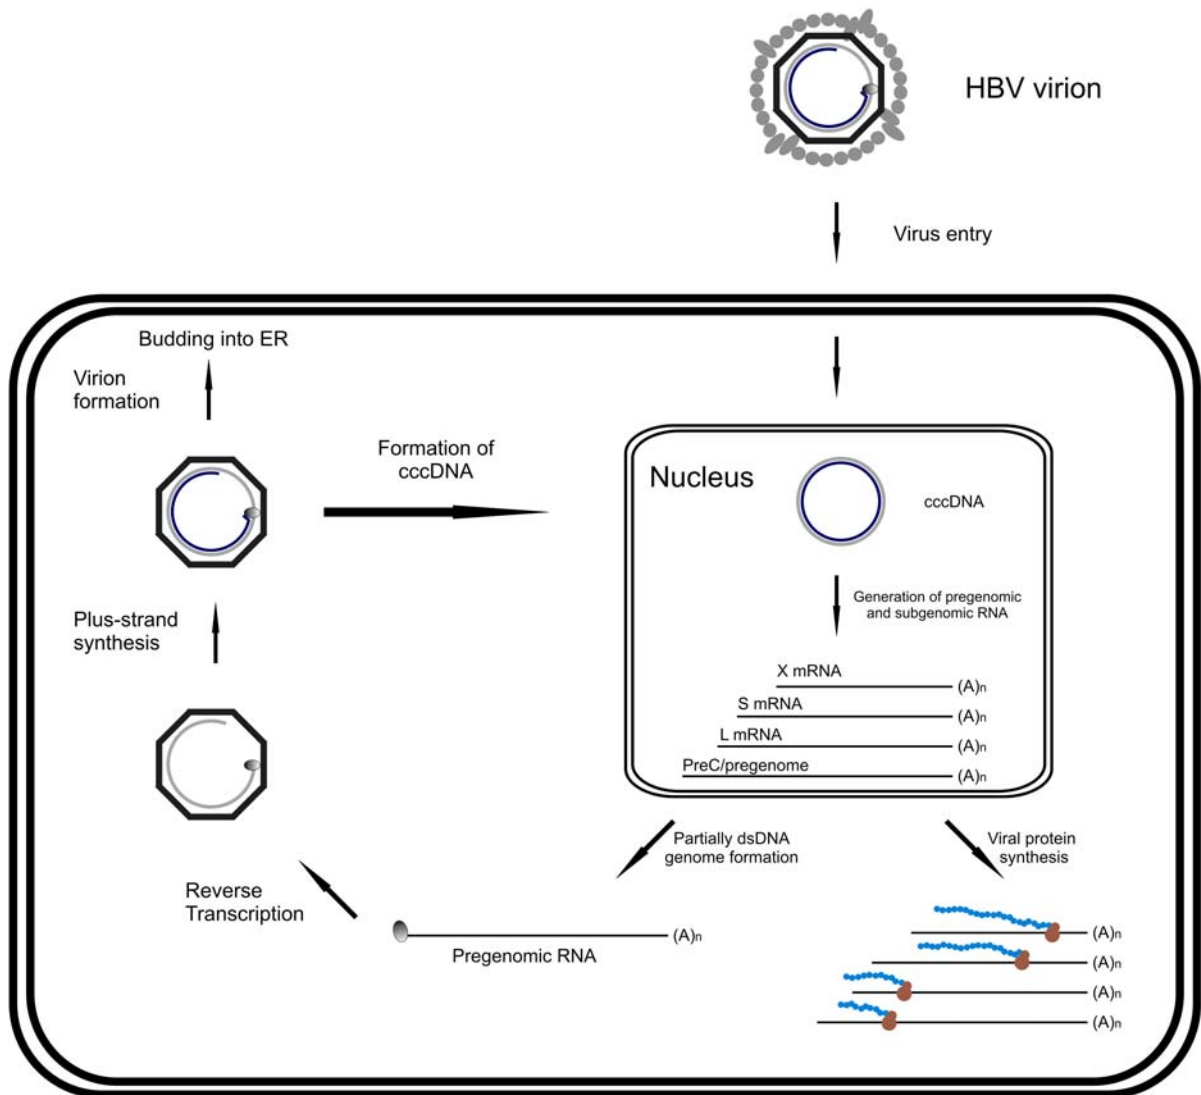 HBV virion
Virus entry
Budding into ER
Virion
formation
Formation of
cccDNA
Nucleus
cccDNA
Generation of pregenomic
and subgenomic RNA
Plus-strand
synthesis
X mRNA
(A)n
S mRNA
(A)n
L mRNA
(A)n
PreC/pregenome
(A)n
Partially dsDNA
genome formation
Viral protein
synthesis
Reverse
Transcription
(A)n
Pregenomic RNA
(A)n
(A)n
(A)n
(A)n